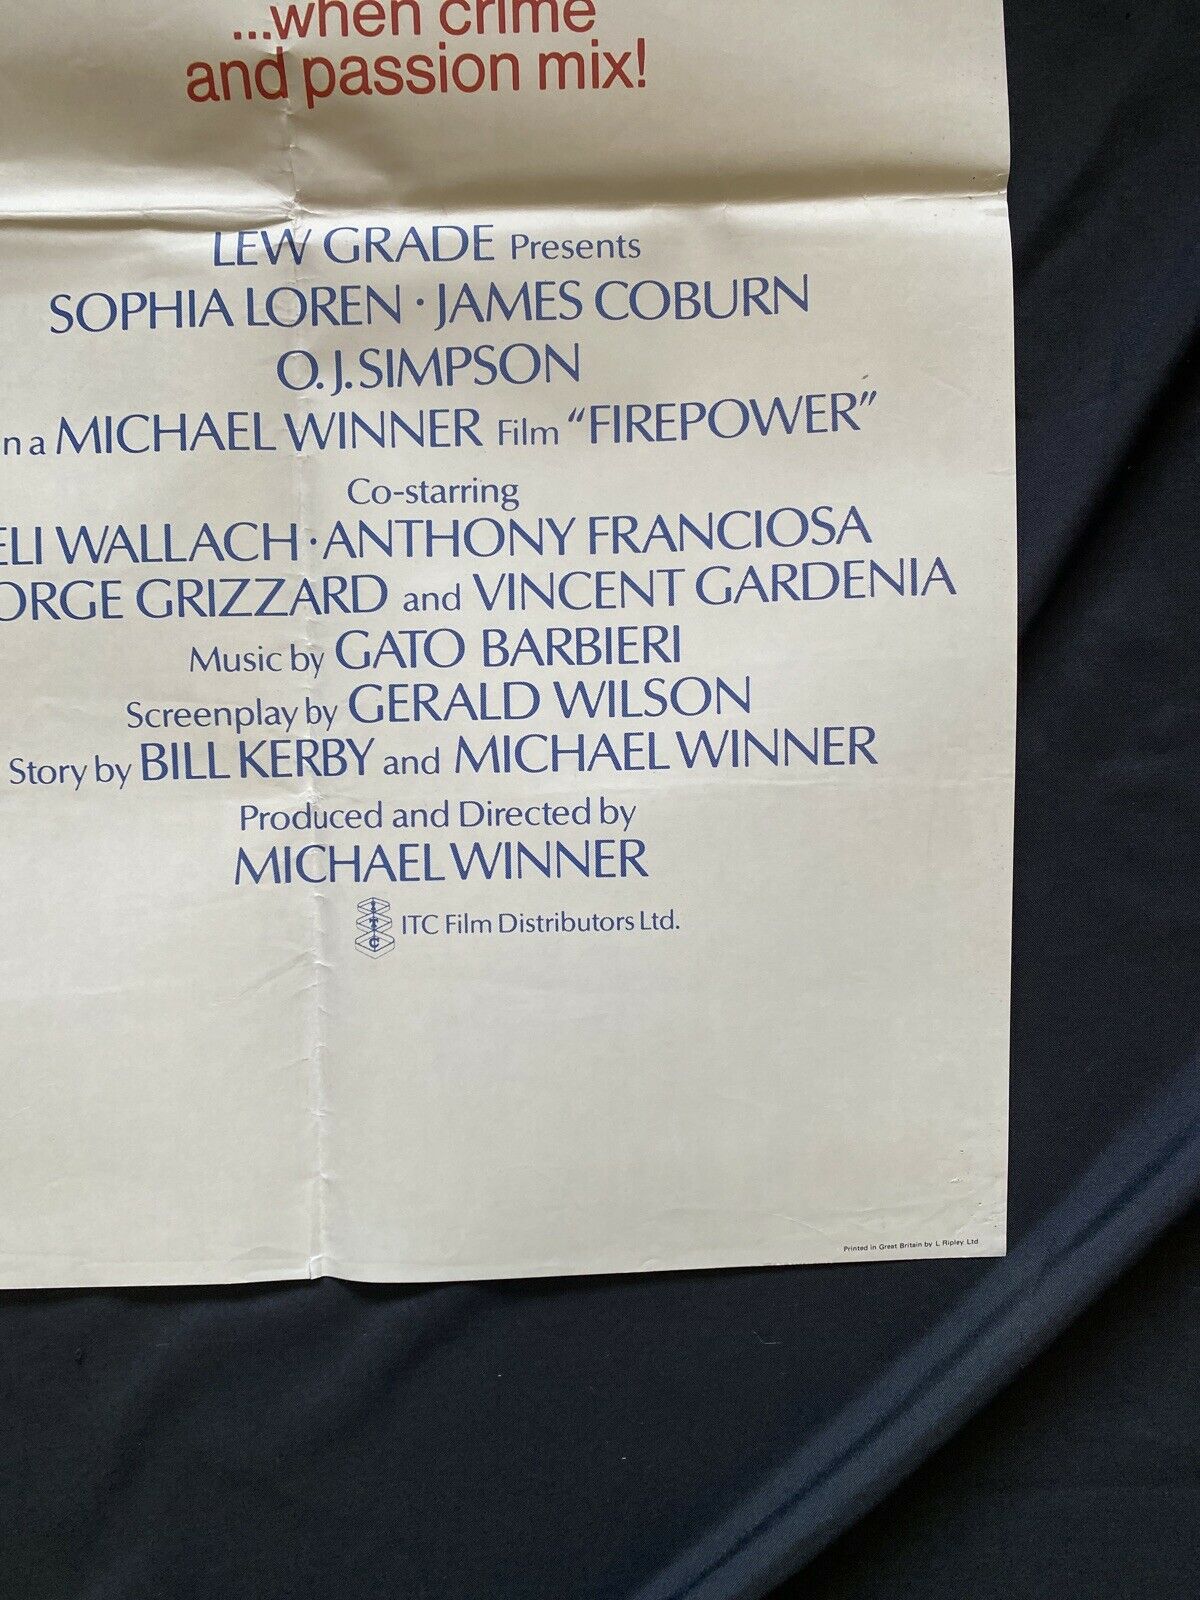 ...when crime
and passion mix!
LEW GRADE Presents
SOPHIA LOREN · JAMES COBURN
O.J. SIMPSON
n a MICHAEL WINNER Film "FIREPOWER"
Co-starring
ELI WALLACH · ANTHONY FRANCIOSA
ORGE GRIZZARD and VINCENT GARDENIA
Music by GATO BARBIERI
Screenplay by GERALD WILSON
Story by BILL KERBY and MICHAEL WINNER
Produced and Directed by
MICHAEL WINNER
ITC ITC Film Distributors Ltd.
Printed in Great Britain by L. Ripley Ltd